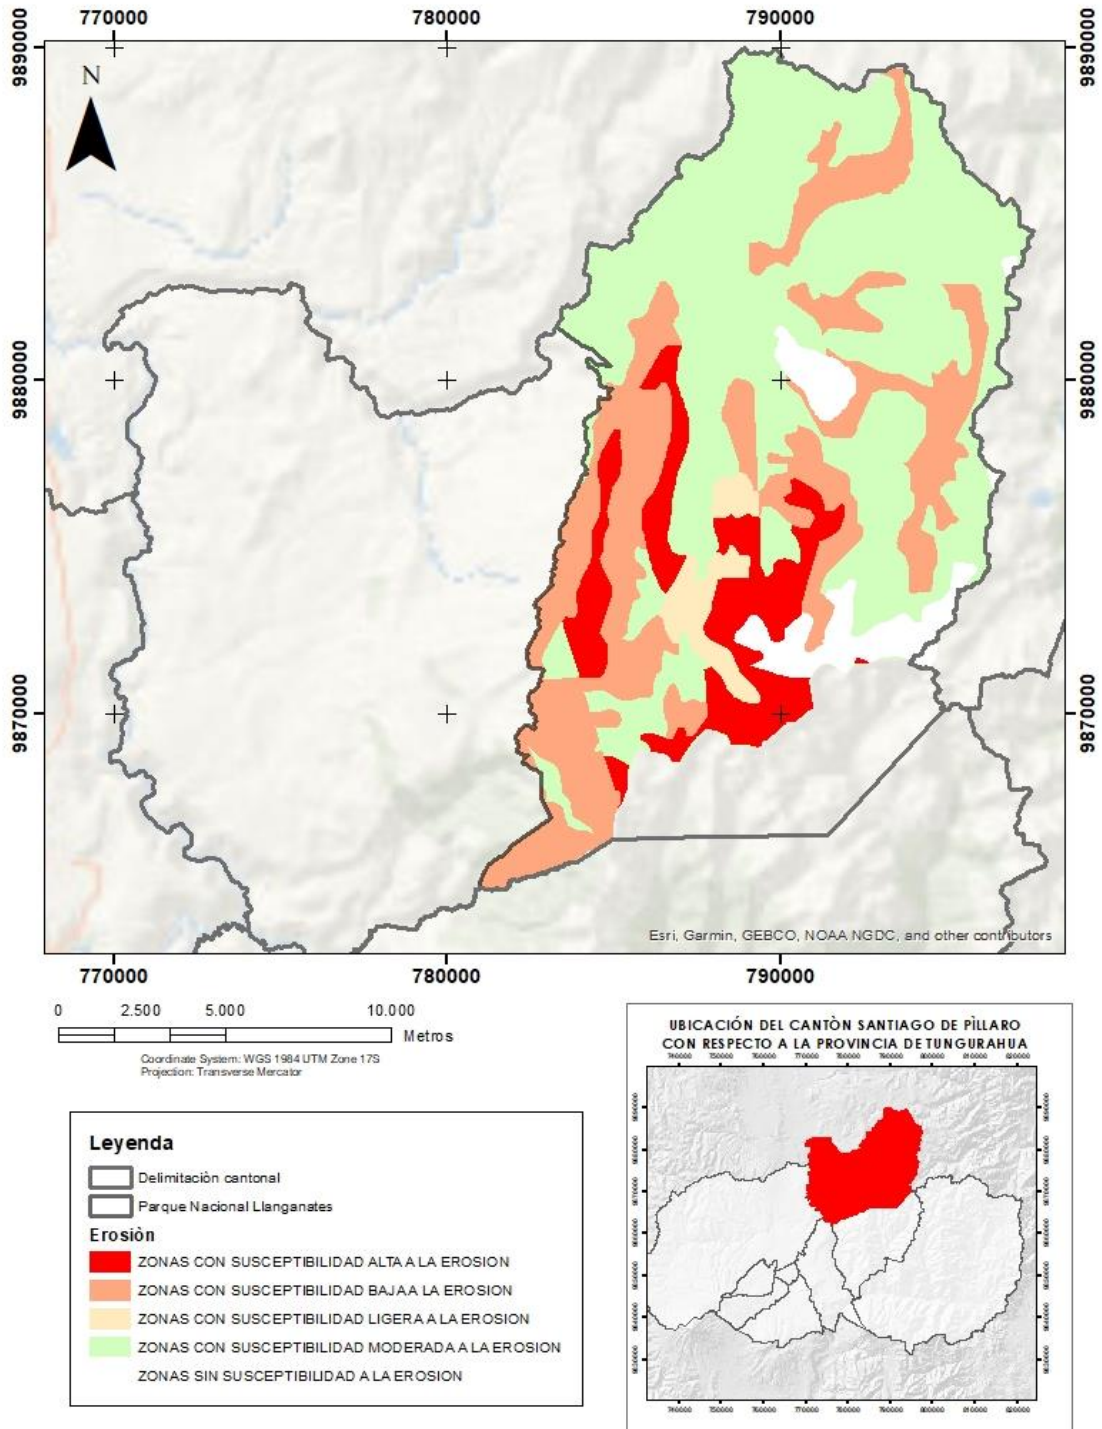 770000 780000 790000
9890000 9890000
N
9880000 9880000
9870000 9870000
Esri, Garmin, GEBCO, NOAA NGDC, and other contributors
770000 780000 790000
0 2.500 5.000 10.000
Metros
Coordinate System: WGS 1984 UTM Zone 17S
Projection: Transverse Mercator
Leyenda
Delimitaciòn cantonal
Parque Nacional Llanganates
Erosiòn
ZONAS CON SUSCEPTIBILIDAD ALTA A LA EROSION
ZONAS CON SUSCEPTIBILIDAD BAJA A LA EROSION
ZONAS CON SUSCEPTIBILIDAD LIGERA A LA EROSION
ZONAS CON SUSCEPTIBILIDAD MODERADA A LA EROSION
ZONAS SIN SUSCEPTIBILIDAD A LA EROSION
UBICACIÓN DEL CANTÒN SANTIAGO DE PÌLLARO
CON RESPECTO A LA PROVINCIA DE TUNGURAHUA